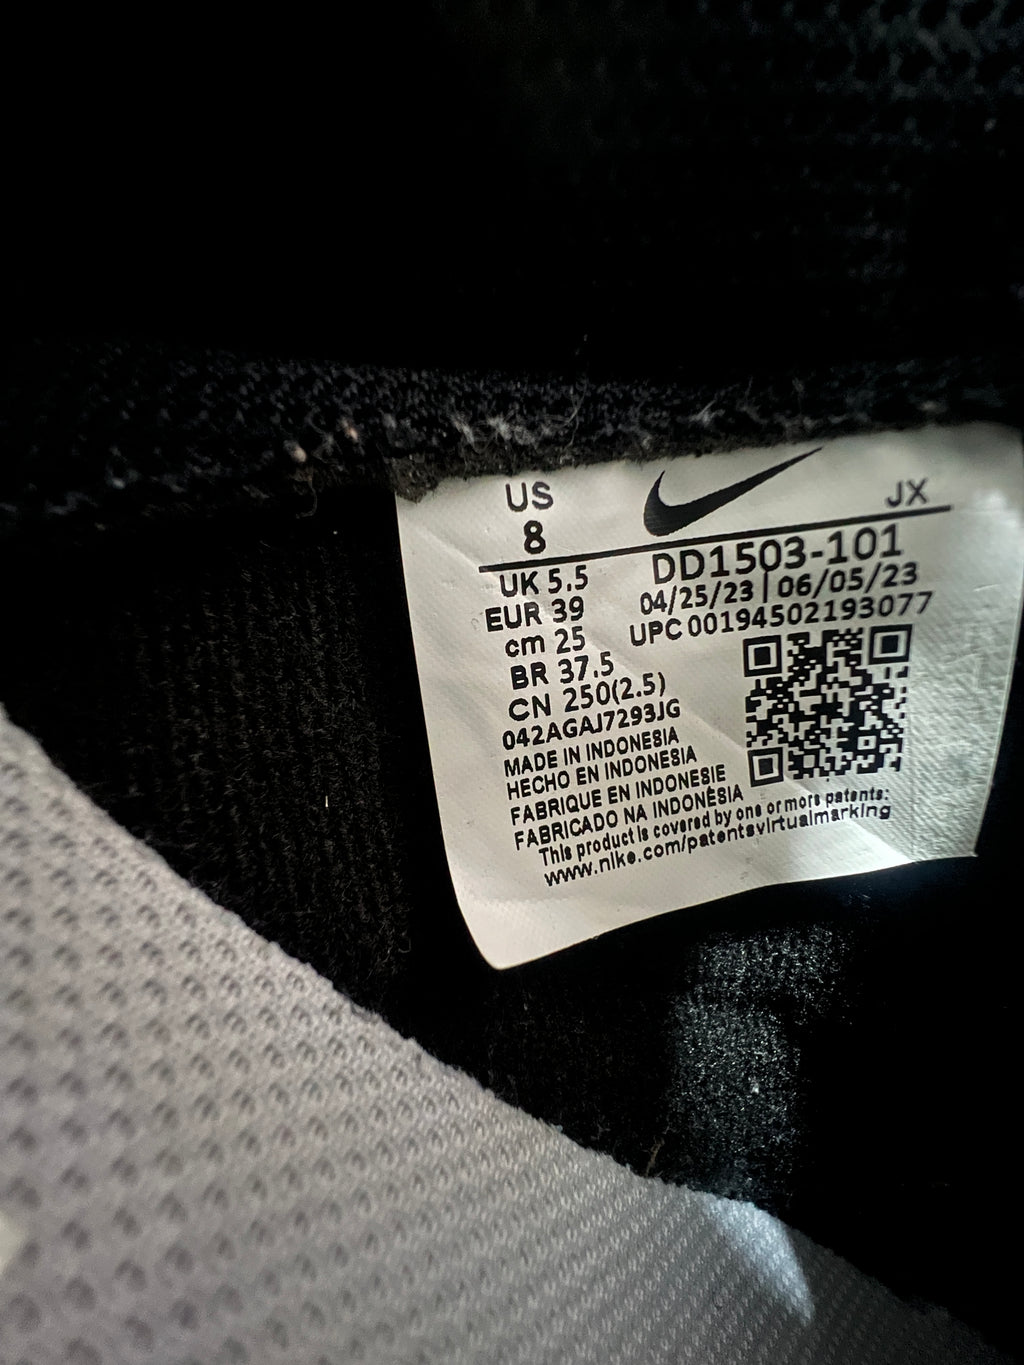 US
8
JX
UK 5.5
EUR 39
cm 25
BR 37.5
CN 250(2.5)
DD1503-101
04/25/23 | 06/05/23
UPC 00194502193077
042AGAJ7293JG
MADE IN INDONESIA
HECHO EN INDONESIA
FABRIQUE EN INDONESIE
FABRICADO NA INDONÉSIA
This product is covered by one or more patents:
www.nike.com/patentsvirtualmarking